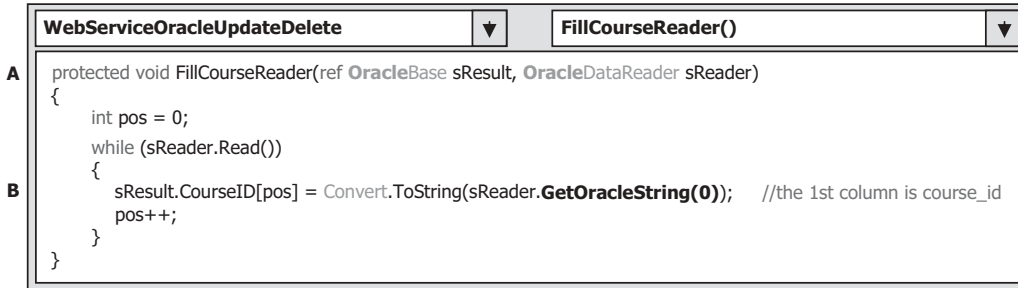 WebServiceOracleUpdateDelete FillCourseReader()
A protected void FillCourseReader(ref OracleBase sResult, OracleDataReader sReader)
{
int pos = 0;
while (sReader.Read())
{
B sResult.CourseID[pos] = Convert.ToString(sReader.GetOracleString(0)); //the 1st column is course_id
pos++;
}
}